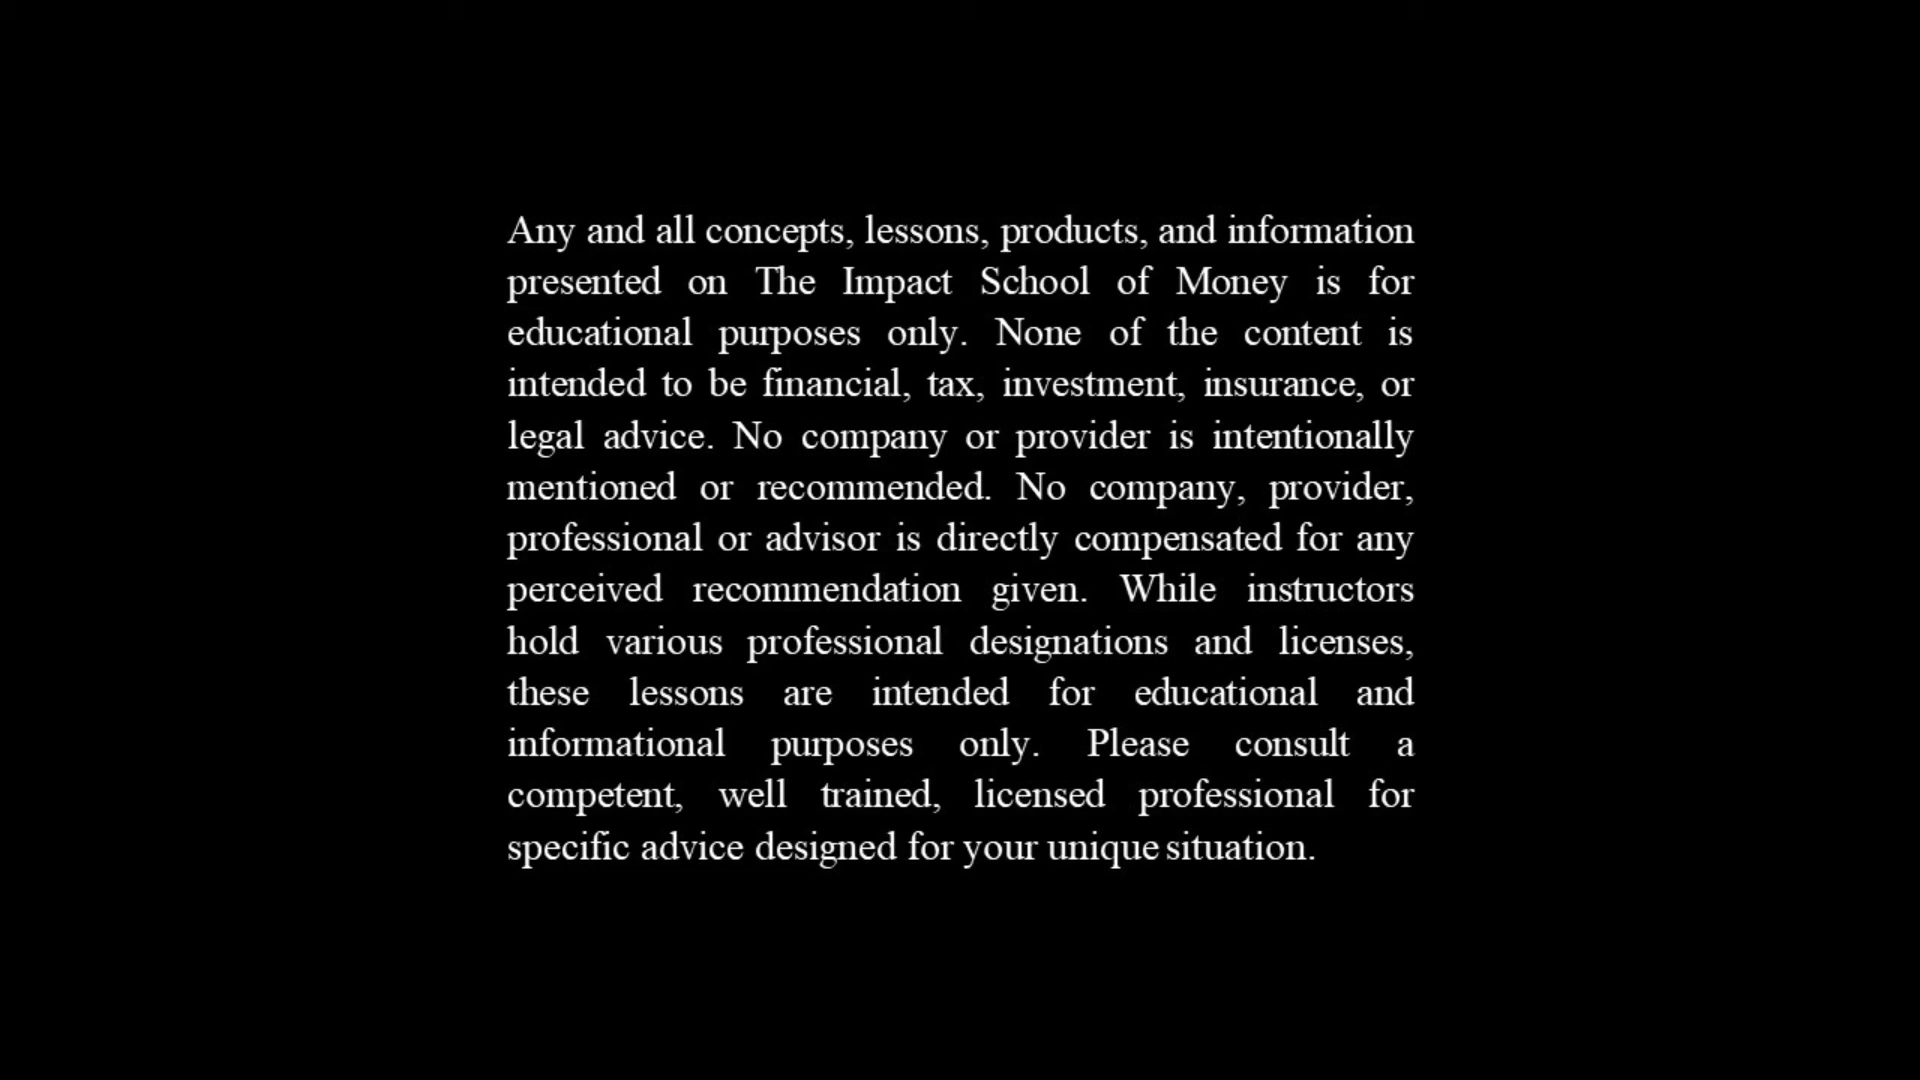 Any and all concepts, lessons, products, and information
presented on The Impact School of Money is for
educational purposes only. None of the content is
intended to be financial, tax, investment, insurance, or
legal advice. No company or provider is intentionally
mentioned or recommended. No company, provider,
professional or advisor is directly compensated for any
perceived recommendation given. While instructors
hold various professional designations and licenses,
these lessons are intended for educational and
informational purposes only. Please consult a
competent, well trained, licensed professional for
specific advice designed for your unique situation.